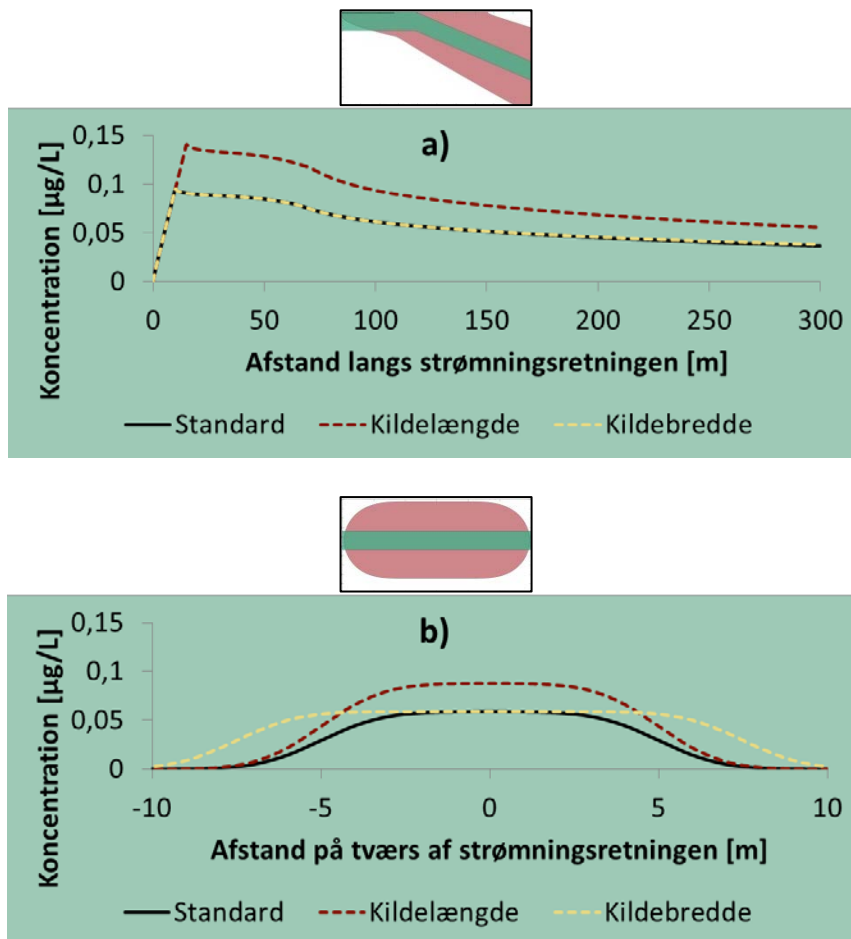 a)
Koncentration [µg/L]
0,15
0,1
0,05
0
0 50 100 150 200 250 300
Afstand langs strømningsretningen [m]
Standard Kildelængde Kildebredde
b)
Koncentration [µg/L]
0,15
0,1
0,05
0
-10 -5 0 5 10
Afstand på tværs af strømningsretningen [m]
Standard Kildelængde Kildebredde